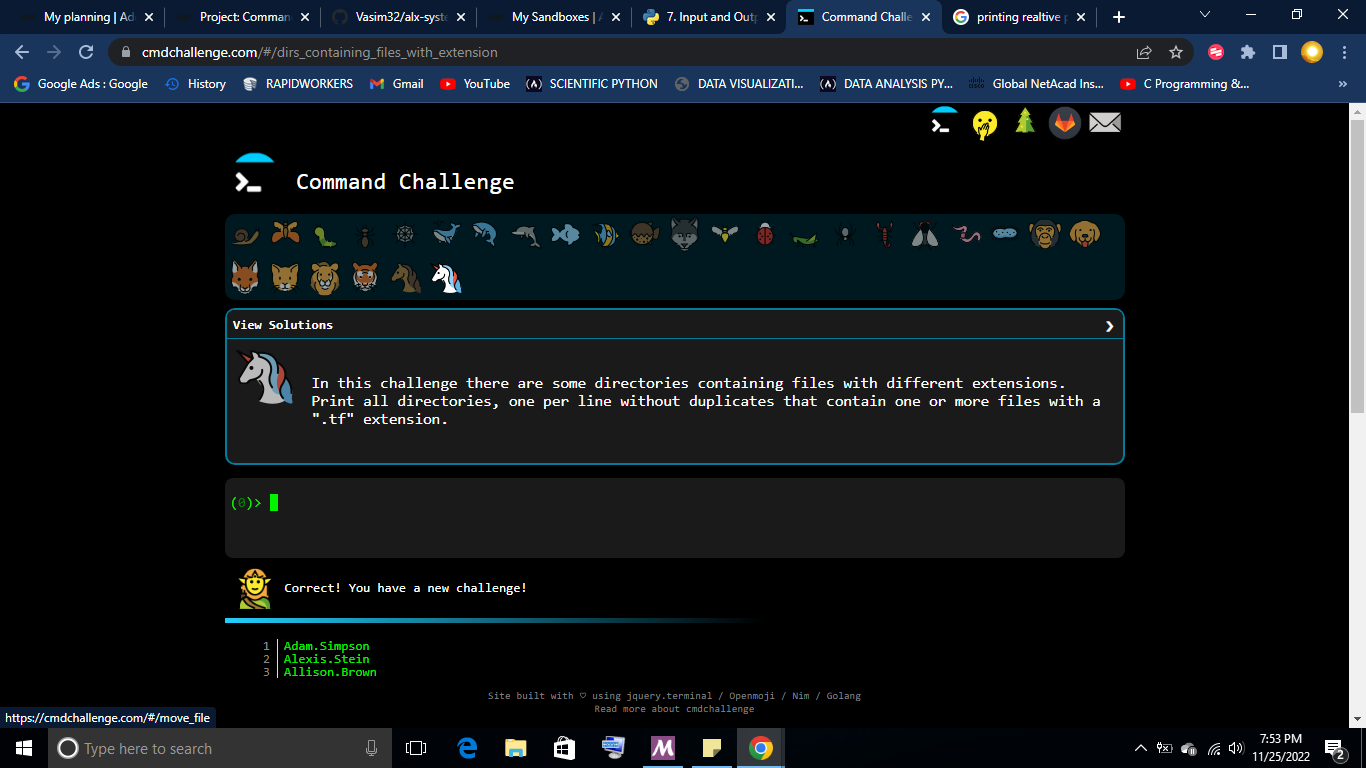 My planning | Ad
Project: Comman
Vasim32/alx-syste
My Sandboxes | A
7. Input and Outp
Command Challe
printing realtive p
cmdchallenge.com/#/dirs_containing_files_with_extension
Google Ads : Google
History
RAPIDWORKERS
Gmail
YouTube
SCIENTIFIC PYTHON
DATA VISUALIZATI...
DATA ANALYSIS PY...
Global NetAcad Ins...
C Programming &...
»
Command Challenge
View Solutions
In this challenge there are some directories containing files with different extensions.
Print all directories, one per line without duplicates that contain one or more files with a
".tf" extension.
(0)>
Correct! You have a new challenge!
1 Adam.Simpson
2 Alexis.Stein
3 Allison.Brown
Site built with ♡ using jquery.terminal / Openmoji / Nim / Golang
Read more about cmdchallenge
https://cmdchallenge.com/#/move_file
Type here to search
7:53 PM
11/25/2022
2